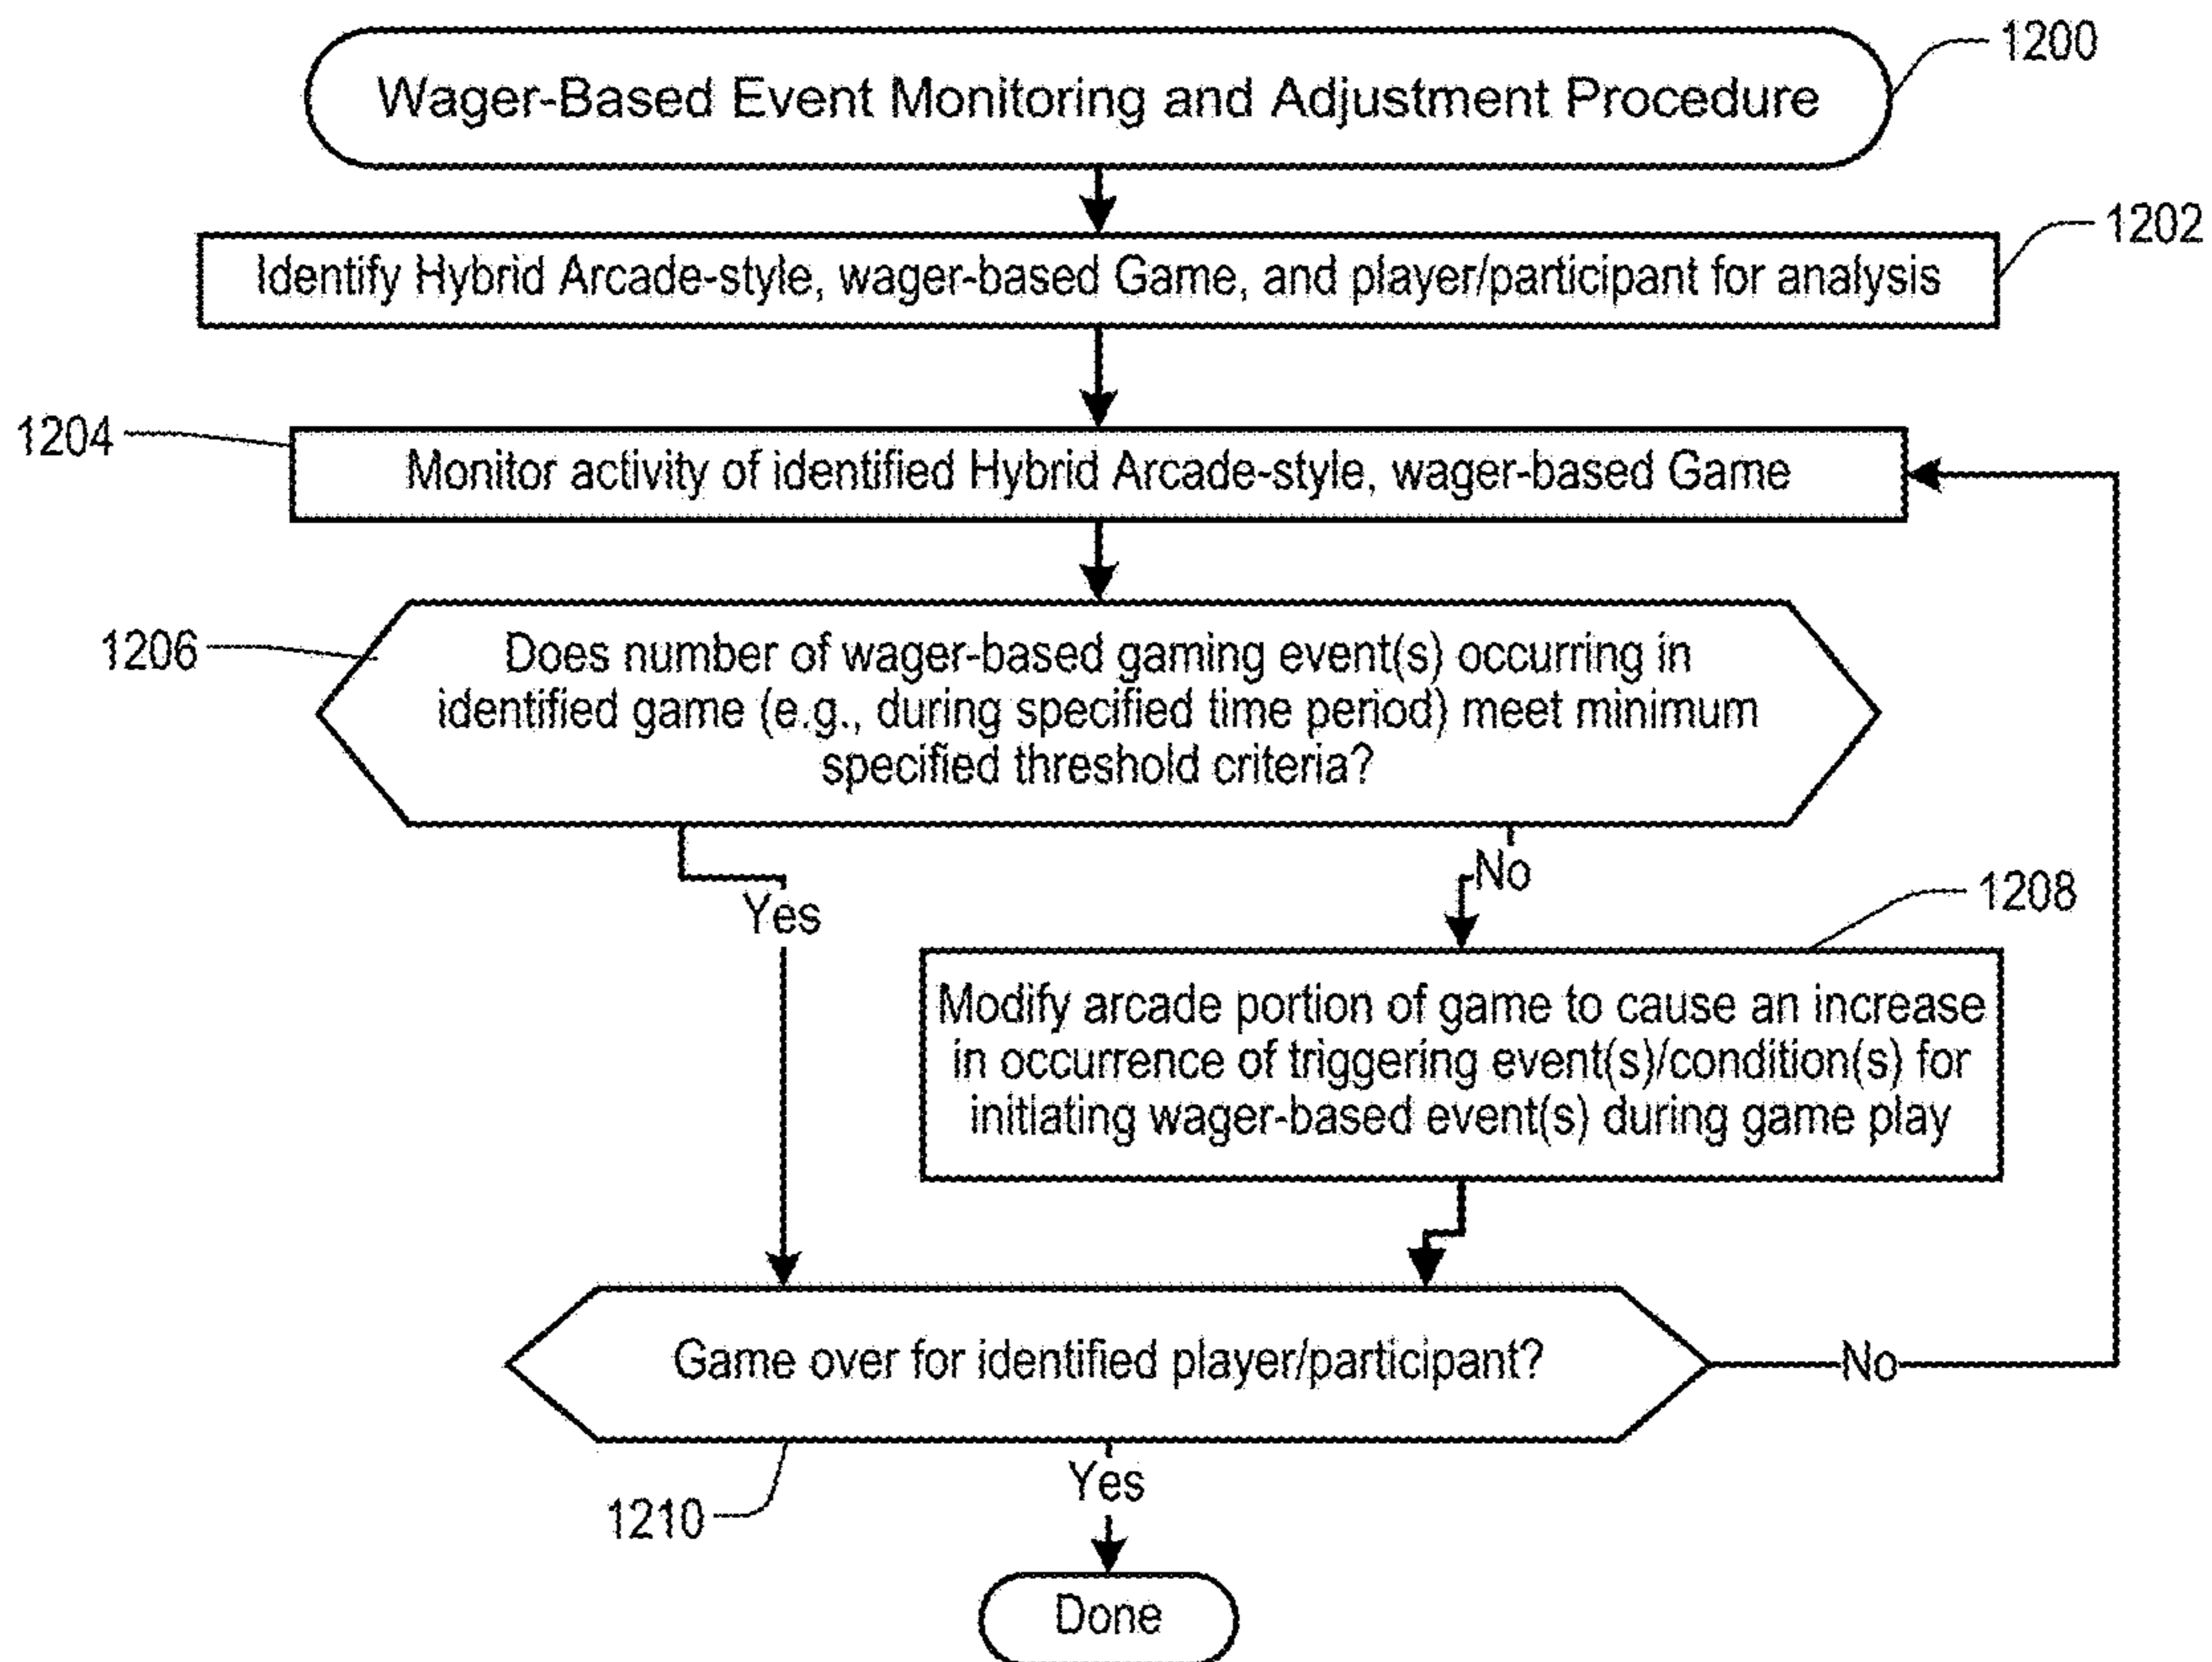 1200
Wager-Based Event Monitoring and Adjustment Procedure
1202
Identify Hybrid Arcade-style, wager-based Game, and player/participant for analysis
1204
Monitor activity of identified Hybrid Arcade-style, wager-based Game
1206
Does number of wager-based gaming event(s) occurring in
identified game (e.g., during specified time period) meet minimum
specified threshold criteria?
No
Yes
1208
Modify arcade portion of game to cause an increase
in occurrence of triggering event(s)/condition(s) for
initiating wager-based event(s) during game play
Game over for identified player/participant?
No
Yes
1210
Done